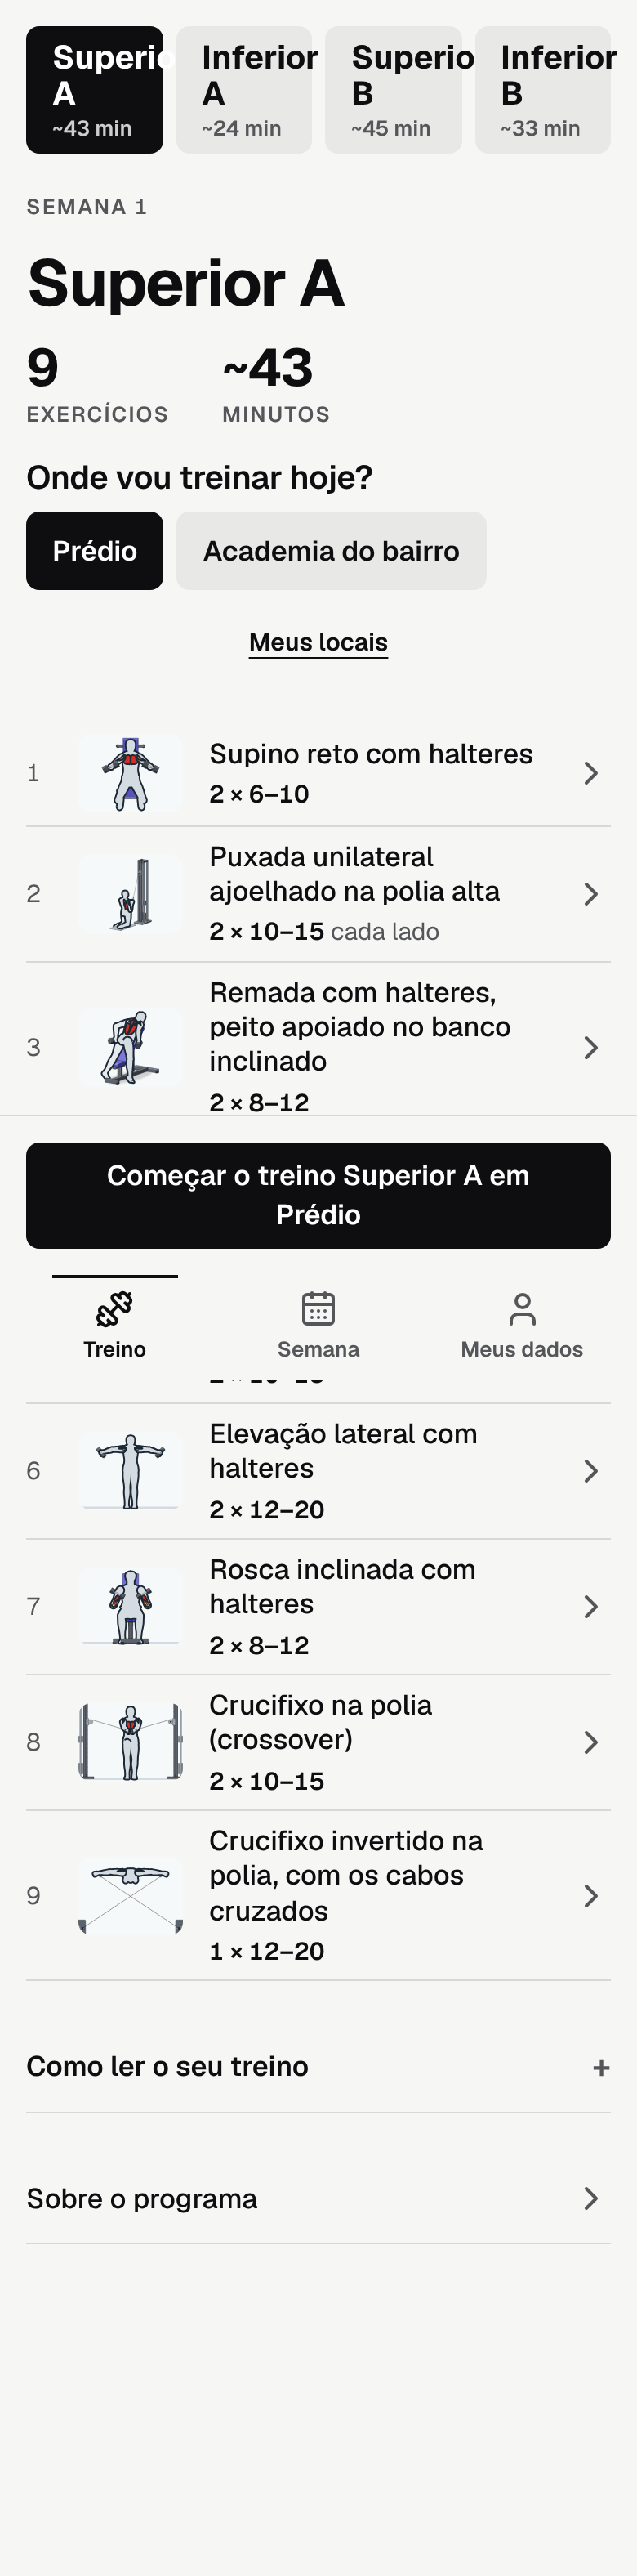 Superior A
~43 min
Inferior A
~24 min
Superior B
~45 min
Inferior B
~33 min
SEMANA 1
Superior A
9
EXERCÍCIOS
~43
MINUTOS
Onde vou treinar hoje?
Prédio
Academia do bairro
Meus locais
1
Supino reto com halteres
2 × 6–10
2
Puxada unilateral
ajoelhado na polia alta
2 × 10–15 cada lado
3
Remada com halteres,
peito apoiado no banco
inclinado
2 × 8–12
Começar o treino Superior A em
Prédio
Treino
Semana
Meus dados
6
Elevação lateral com
halteres
2 × 12–20
7
Rosca inclinada com
halteres
2 × 8–12
8
Crucifixo na polia
(crossover)
2 × 10–15
9
Crucifixo invertido na
polia, com os cabos
cruzados
1 × 12–20
Como ler o seu treino
+
Sobre o programa